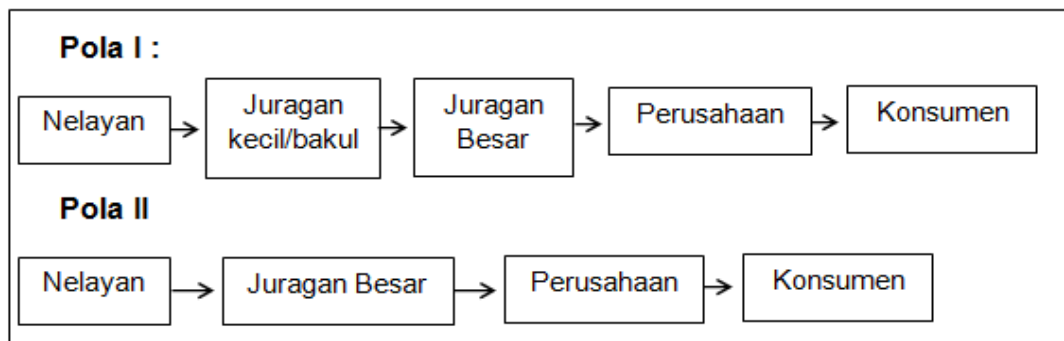 Pola I :
Nelayan
Juragan
kecil/bakul
Juragan
Besar
Perusahaan
Konsumen
Pola II
Nelayan
Juragan Besar
Perusahaan
Konsumen